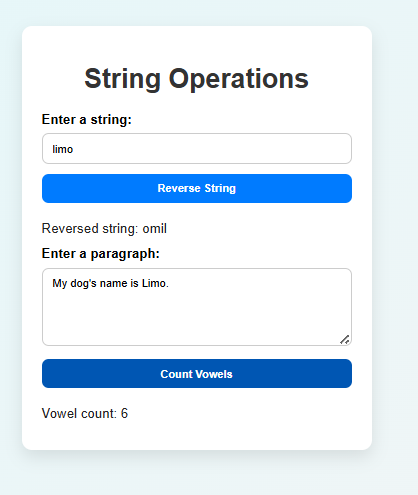 String Operations
Enter a string:
limo
Reverse String
Reversed string: omil
Enter a paragraph:
My dog's name is Limo.
Count Vowels
Vowel count: 6